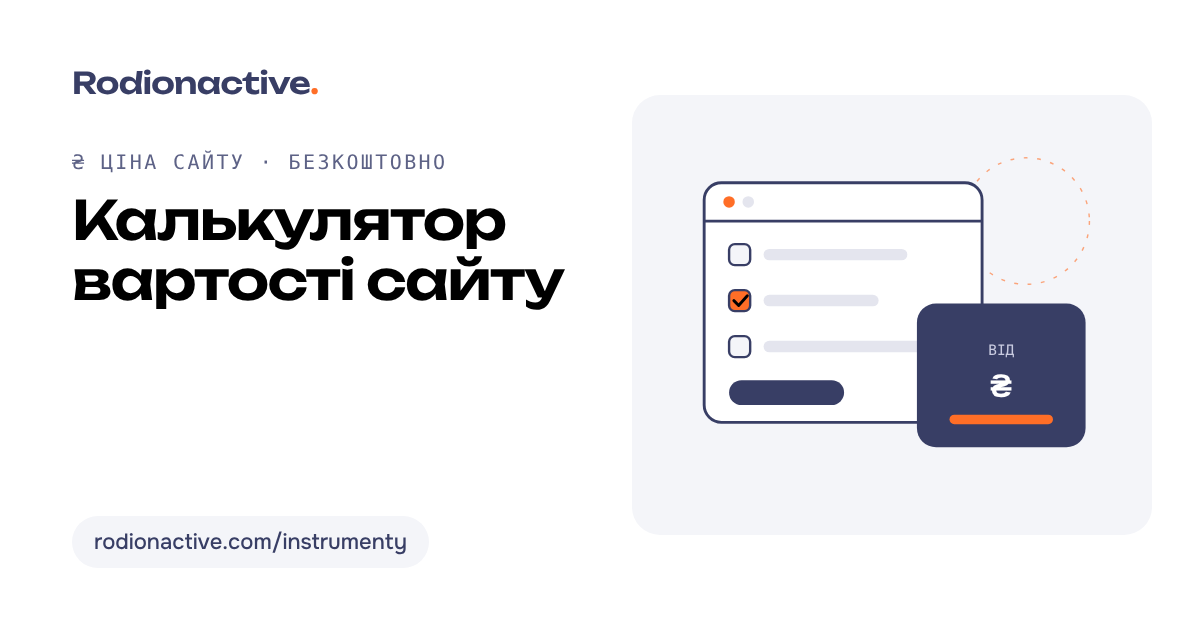 Rodionactive.
₴ ЦІНА САЙТУ · БЕЗКОШТОВНО
Калькулятор
вартості сайту
ВІД
₴
rodionactive.com/instrumenty